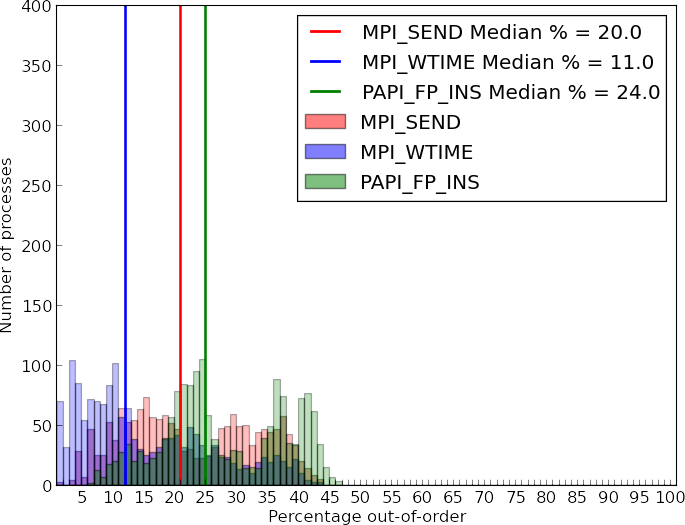 400
350
300
250
200
150
100
50
0
Number of processes
MPI_SEND Median % = 20.0
MPI_WTIME Median % = 11.0
PAPI_FP_INS Median % = 24.0
MPI_SEND
MPI_WTIME
PAPI_FP_INS
5 10 15 20 25 30 35 40 45 50 55 60 65 70 75 80 85 90 95 100
Percentage out-of-order